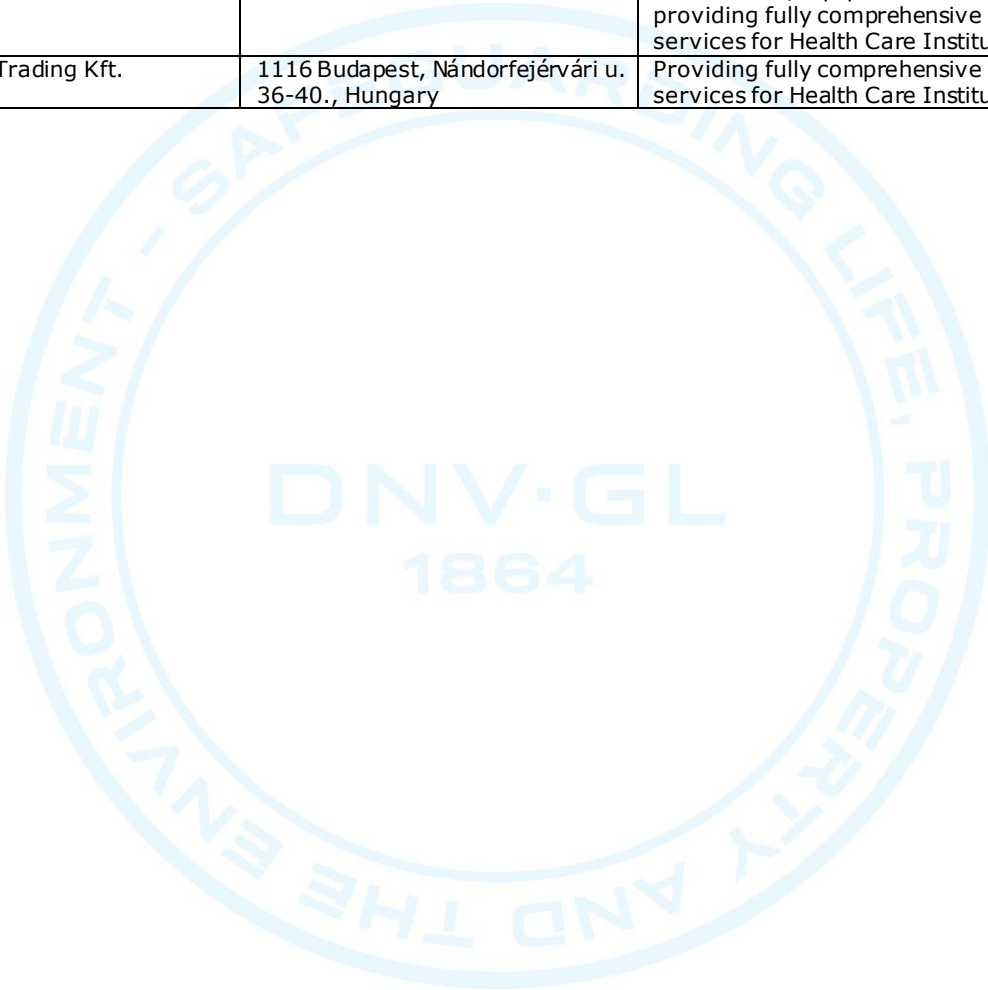 providing fully comprehensive
services for Health Care Institu
Trading Kft.
1116 Budapest, Nándorfejérvári u.
36-40., Hungary
Providing fully comprehensive
services for Health Care Institu
SAFEGUARDING LIFE, PROPERTY AND THE ENVIRONMENT -
DNV·GL
1864